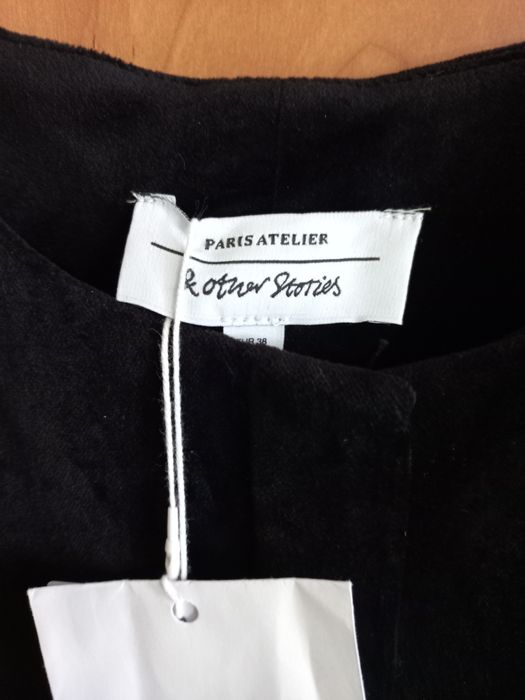 PARIS ATELIER
& other Stories
EUR 38